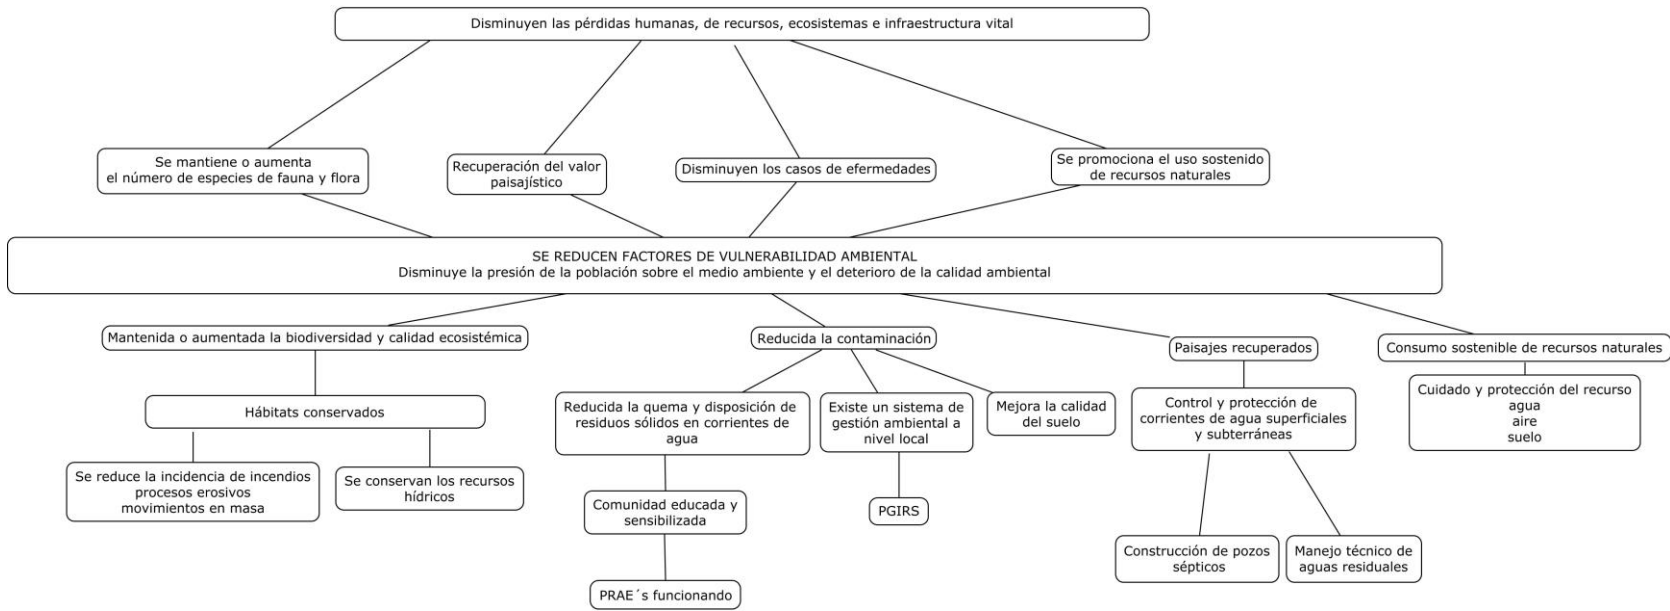 Disminuyen las pérdidas humanas, de recursos, ecosistemas e infraestructura vital
Se mantiene o aumenta
el número de especies de fauna y flora
Recuperación del valor
paisajístico
Disminuyen los casos de efermedades
Se promociona el uso sostenido
de recursos naturales
SE REDUCEN FACTORES DE VULNERABILIDAD AMBIENTAL
Disminuye la presión de la población sobre el medio ambiente y el deterioro de la calidad ambiental
Mantenida o aumentada la biodiversidad y calidad ecosistémica
Reducida la contaminación
Paisajes recuperados
Consumo sostenible de recursos naturales
Hábitats conservados
Reducida la quema y disposición de
residuos sólidos en corrientes de
agua
Existe un sistema de
gestión ambiental a
nivel local
Mejora la calidad
del suelo
Control y protección de
corrientes de agua superficiales
y subterráneas
Cuidado y protección del recurso
agua
aire
suelo
Se reduce la incidencia de incendios
procesos erosivos
movimientos en masa
Se conservan los recursos
hídricos
Comunidad educada y
sensibilizada
PGIRS
Construcción de pozos
sépticos
Manejo técnico de
aguas residuales
PRAE´s funcionando